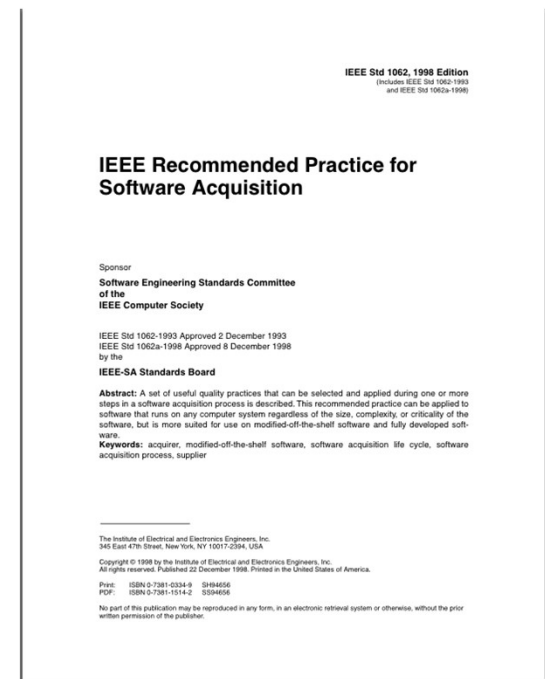 IEEE Std 1062, 1998 Edition
(Includes IEEE Std 1062-1993
and IEEE Std 1062a-1998)
IEEE Recommended Practice for
Software Acquisition
Sponsor
Software Engineering Standards Committee
of the
IEEE Computer Society
IEEE Std 1062-1993 Approved 2 December 1993
IEEE Std 1062a-1998 Approved 8 December 1998
by the
IEEE-SA Standards Board
Abstract: A set of useful quality practices that can be selected and applied during one or more
steps in a software acquisition process is described. This recommended practice can be applied to
software that runs on any computer system regardless of the size, complexity, or criticality of the
software, but is more suited for use on modified-off-the-shelf software and fully developed soft-
ware.
Keywords: acquirer, modified-off-the-shelf software, software acquisition life cycle, software
acquisition process, supplier
The Institute of Electrical and Electronics Engineers, Inc.
345 East 47th Street, New York, NY 10017-2394, USA
Copyright © 1998 by the Institute of Electrical and Electronics Engineers, Inc.
All rights reserved. Published 22 December 1998. Printed in the United States of America.
Print: ISBN 0-7381-0334-9 SH94656
PDF: ISBN 0-7381-1514-2 SS94656
No part of this publication may be reproduced in any form, in an electronic retrieval system or otherwise, without the prior
written permission of the publisher.